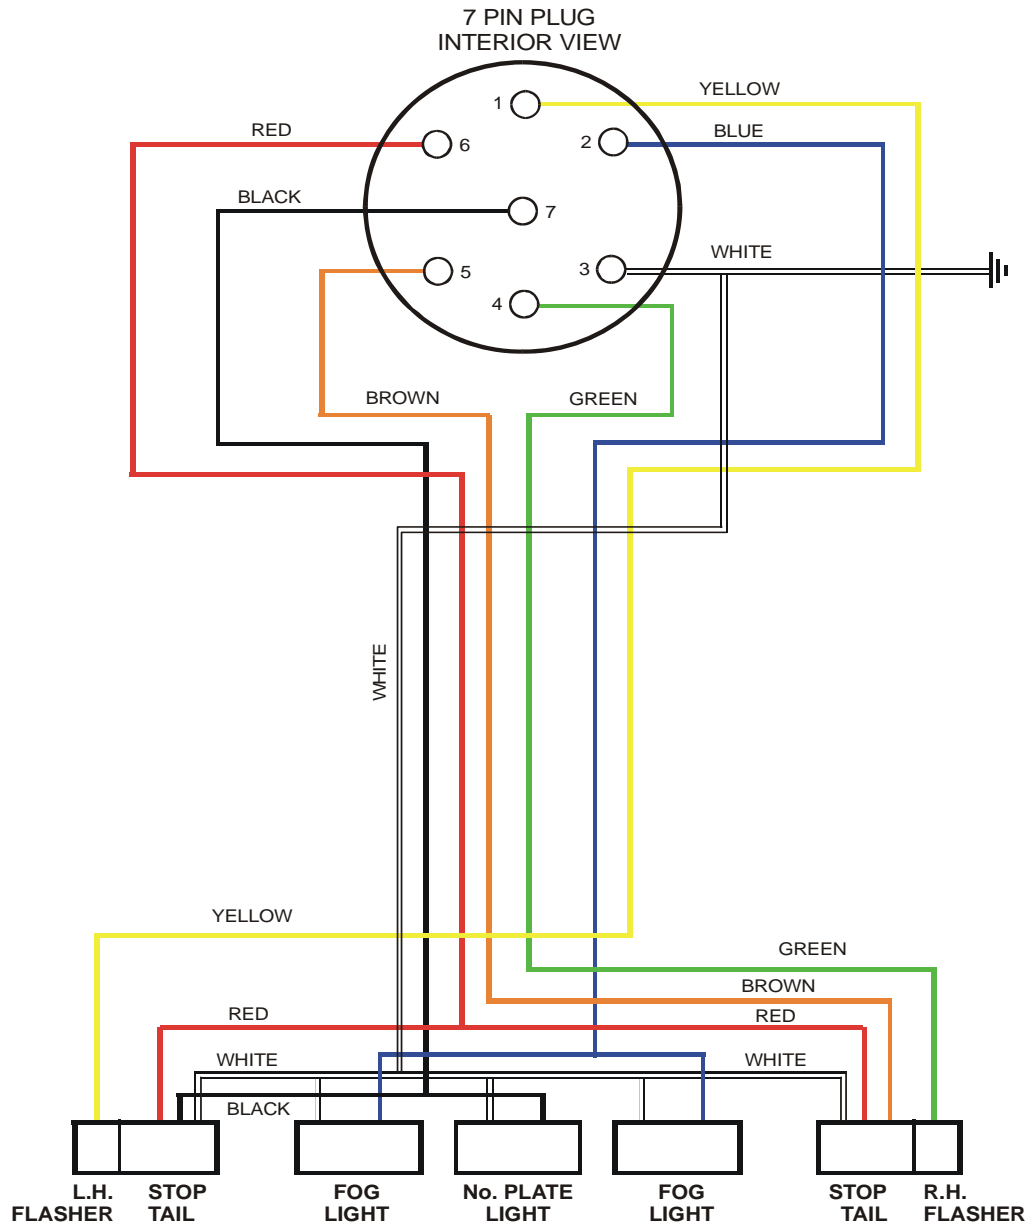 7 PIN PLUG
INTERIOR VIEW
1
YELLOW
RED
6
2
BLUE
BLACK
7
WHITE
5
3
4
BROWN
GREEN
WHITE
YELLOW
GREEN
BROWN
RED
RED
WHITE
WHITE
BLACK
L.H.
FLASHER
STOP
TAIL
FOG
LIGHT
No. PLATE
LIGHT
FOG
LIGHT
STOP
TAIL
R.H.
FLASHER